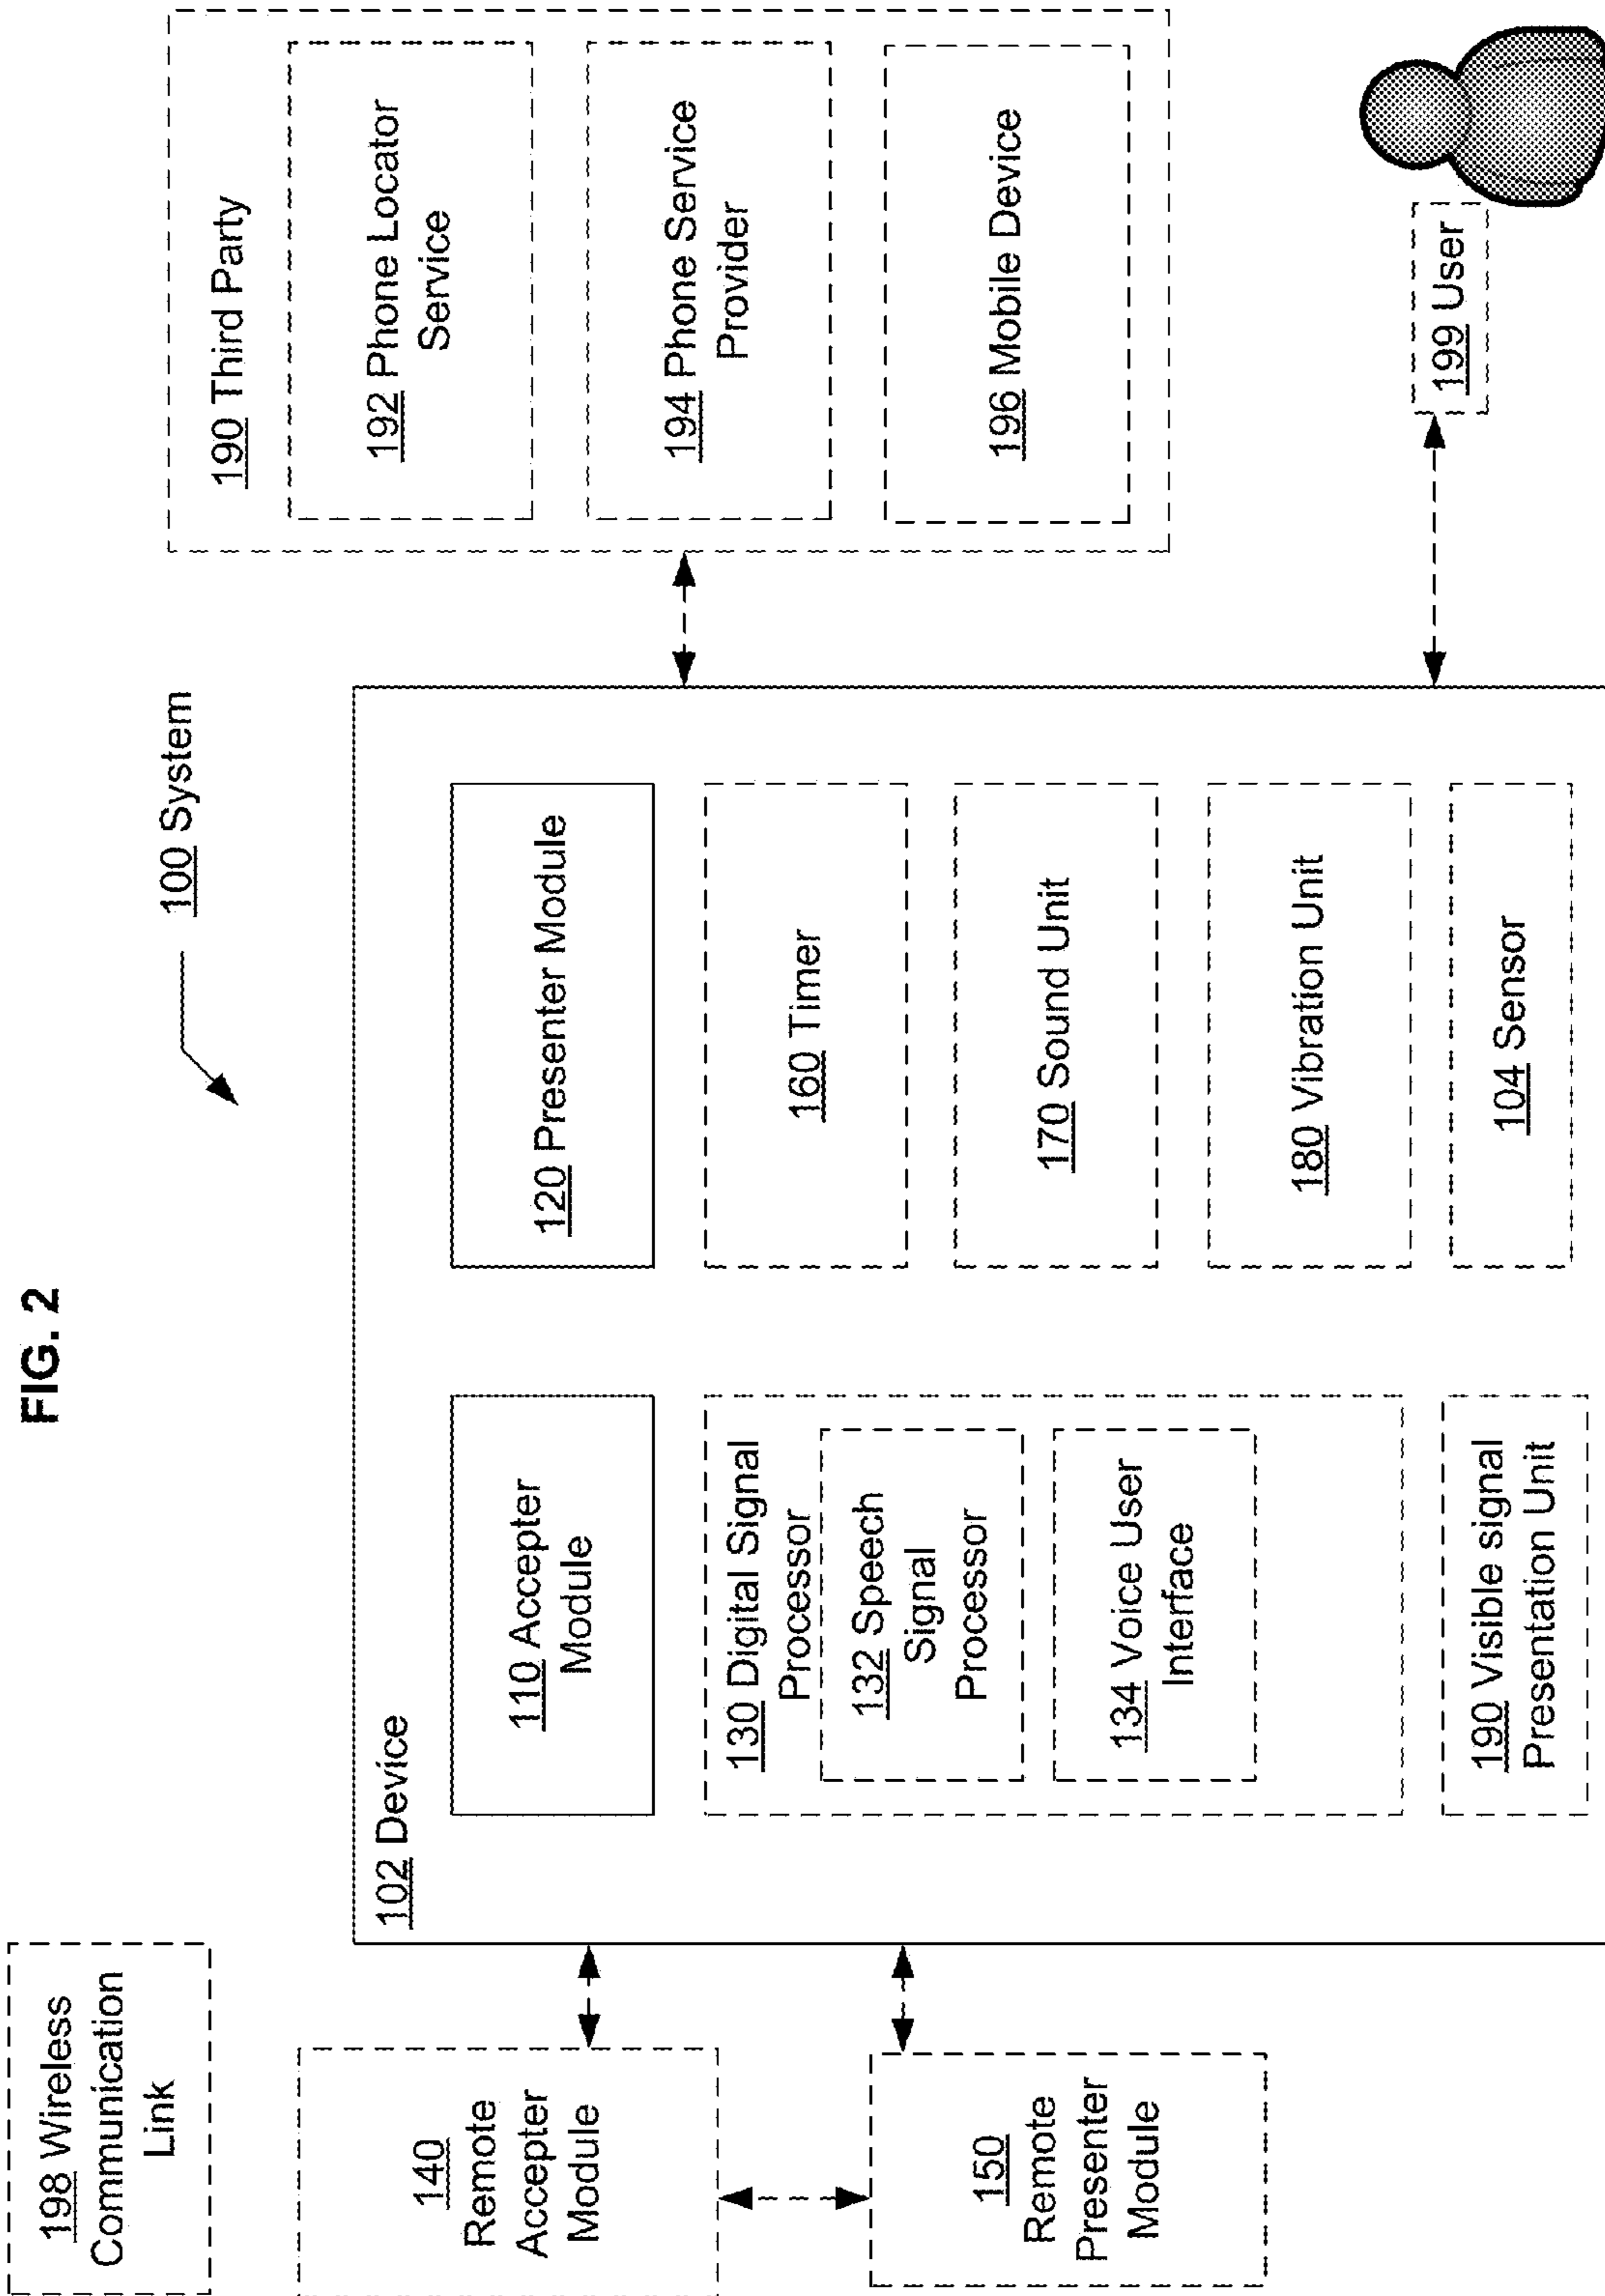 FIG. 2
100 System
198 Wireless
Communication
Link
140
Remote
Accepter
Module
150
Remote
Presenter
Module
102 Device
110 Accepter
Module
130 Digital Signal
Processor
132 Speech
Signal
Processor
134 Voice User
Interface
190 Visible signal
Presentation Unit
120 Presenter Module
160 Timer
170 Sound Unit
180 Vibration Unit
104 Sensor
190 Third Party
192 Phone Locator
Service
194 Phone Service
Provider
196 Mobile Device
199 User